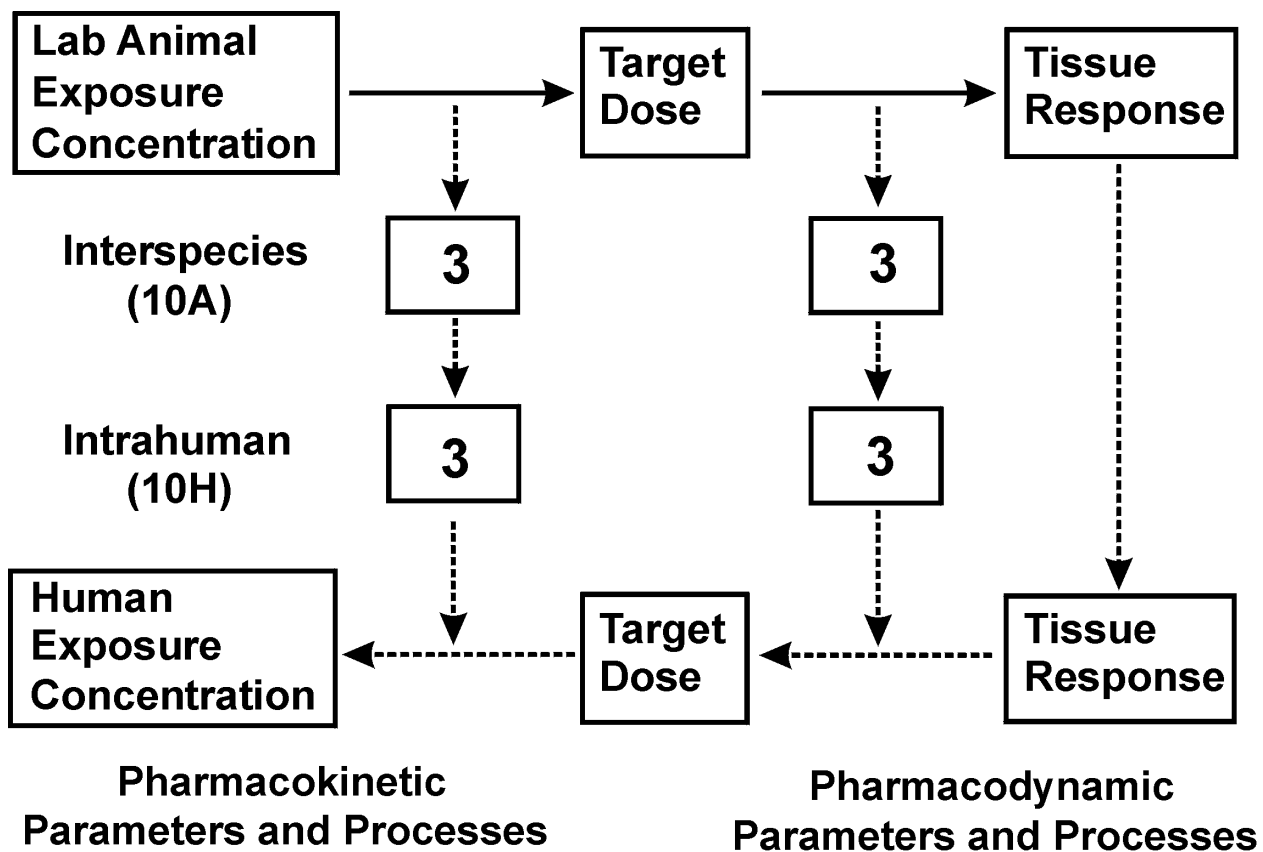 Lab Animal
Exposure
Concentration
Target
Dose
Tissue
Response
Interspecies
(10A)
3
3
Intrahuman
(10H)
3
3
Human
Exposure
Concentration
Target
Dose
Tissue
Response
Pharmacokinetic
Parameters and Processes
Pharmacodynamic
Parameters and Processes